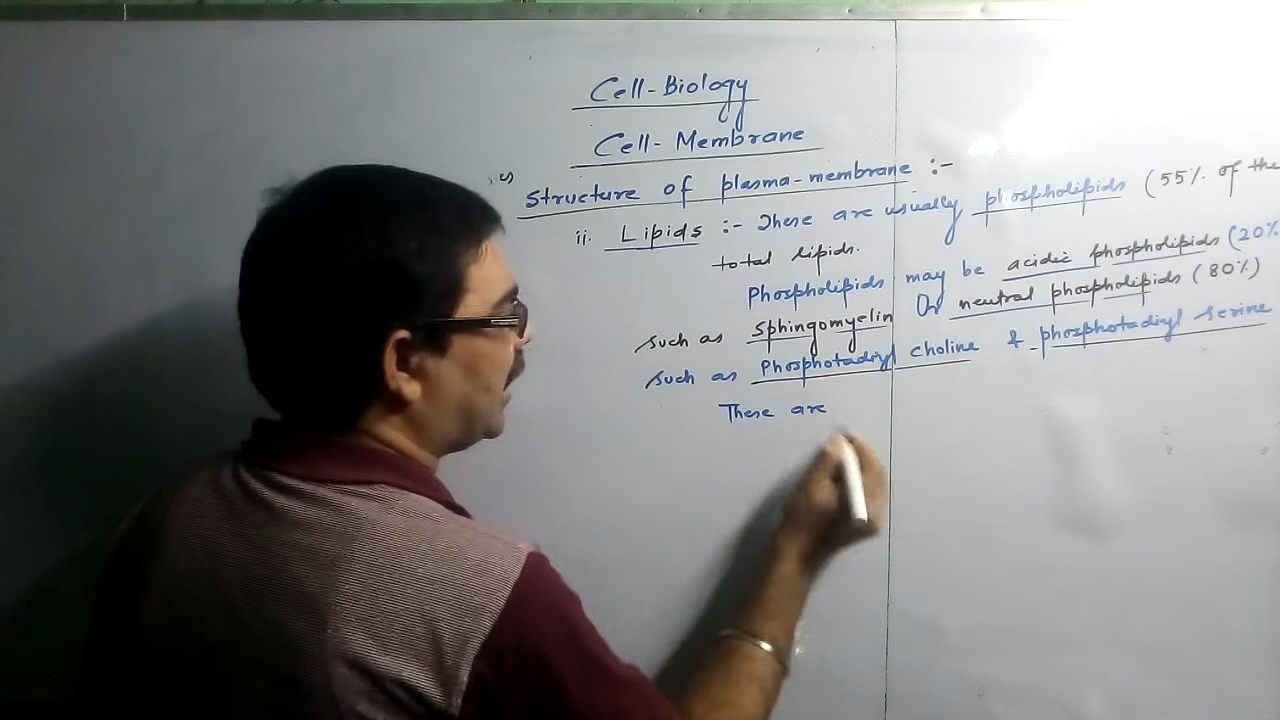 Cell-Biology
Cell-Membrane
Structure of plasma-membrane :-
ii. Lipids :- There are usually phospholipids (55% of the
total lipids.
Phospholipids may be acidic phospholipids (20%
such as Sphingomyelin Or neutral phospholipids (80%)
such as Phosphotadiyl choline & phosphotadiyl serine
There are